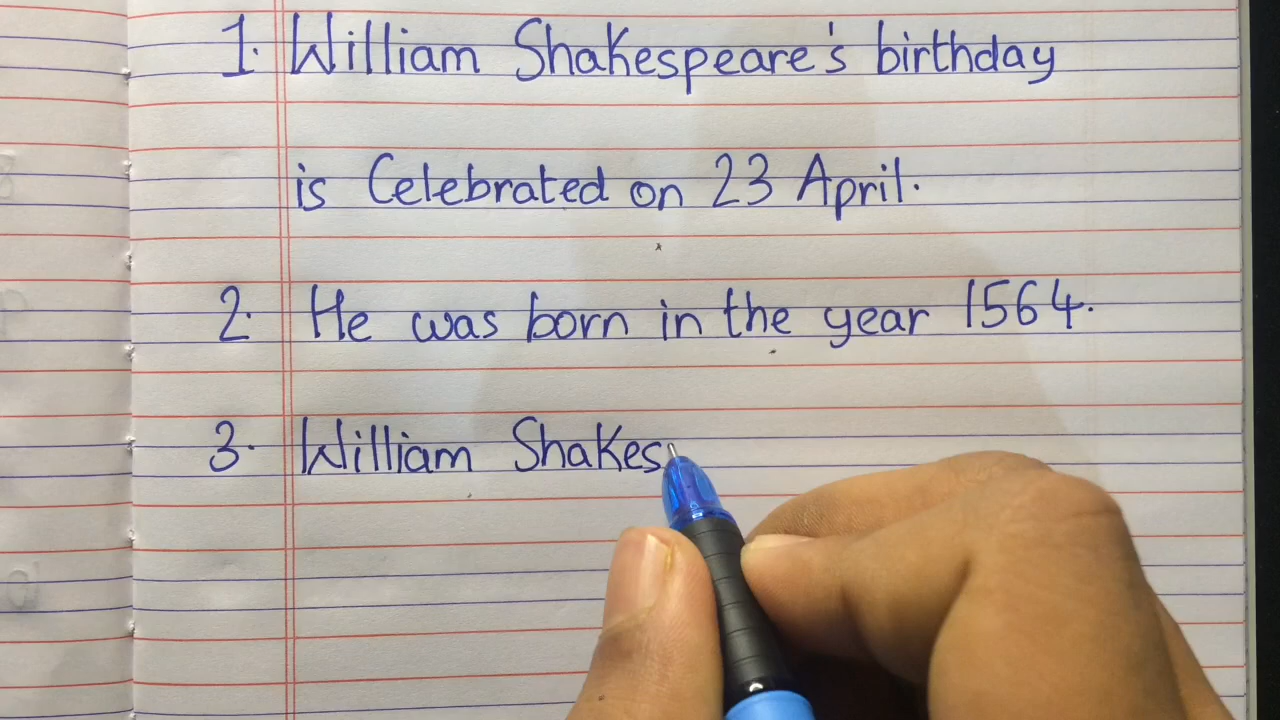 1. William Shakespeare's birthday
is Celebrated on 23 April.
2. He was born in the year 1564.
3. William Shakes